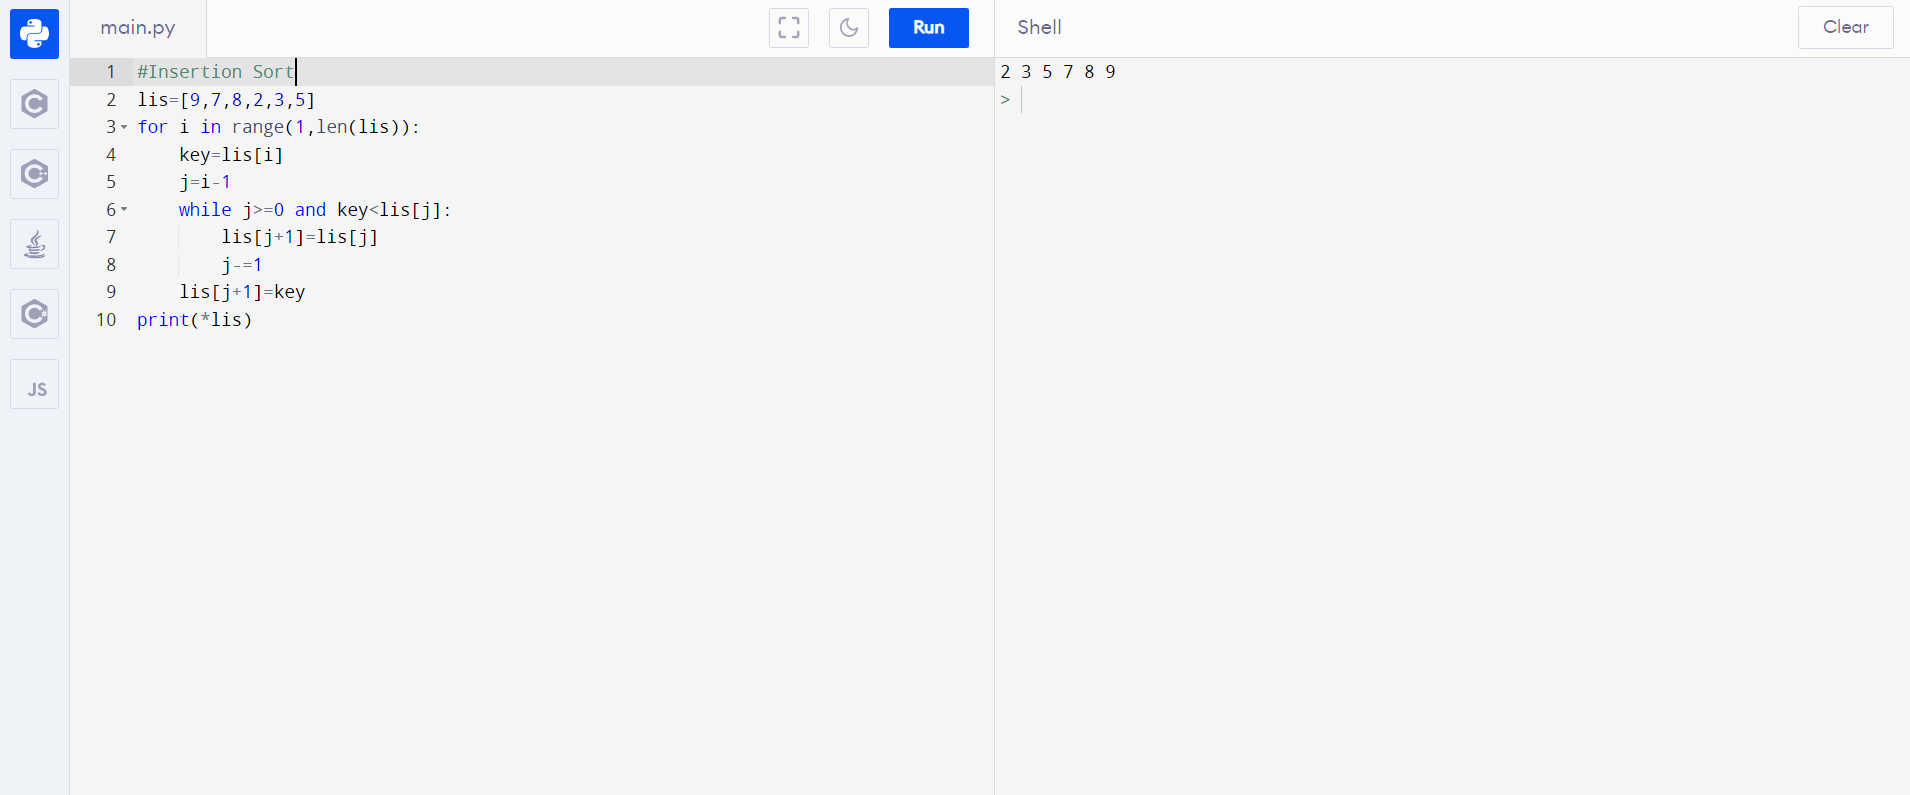 main.py
Run
Shell
Clear
1 #Insertion Sort
2 lis=[9,7,8,2,3,5]
3 for i in range(1,len(lis)):
4     key=lis[i]
5     j=i-1
6     while j>=0 and key<lis[j]:
7         lis[j+1]=lis[j]
8         j-=1
9     lis[j+1]=key
10 print(*lis)
2 3 5 7 8 9
>
C
C++
C#
JS